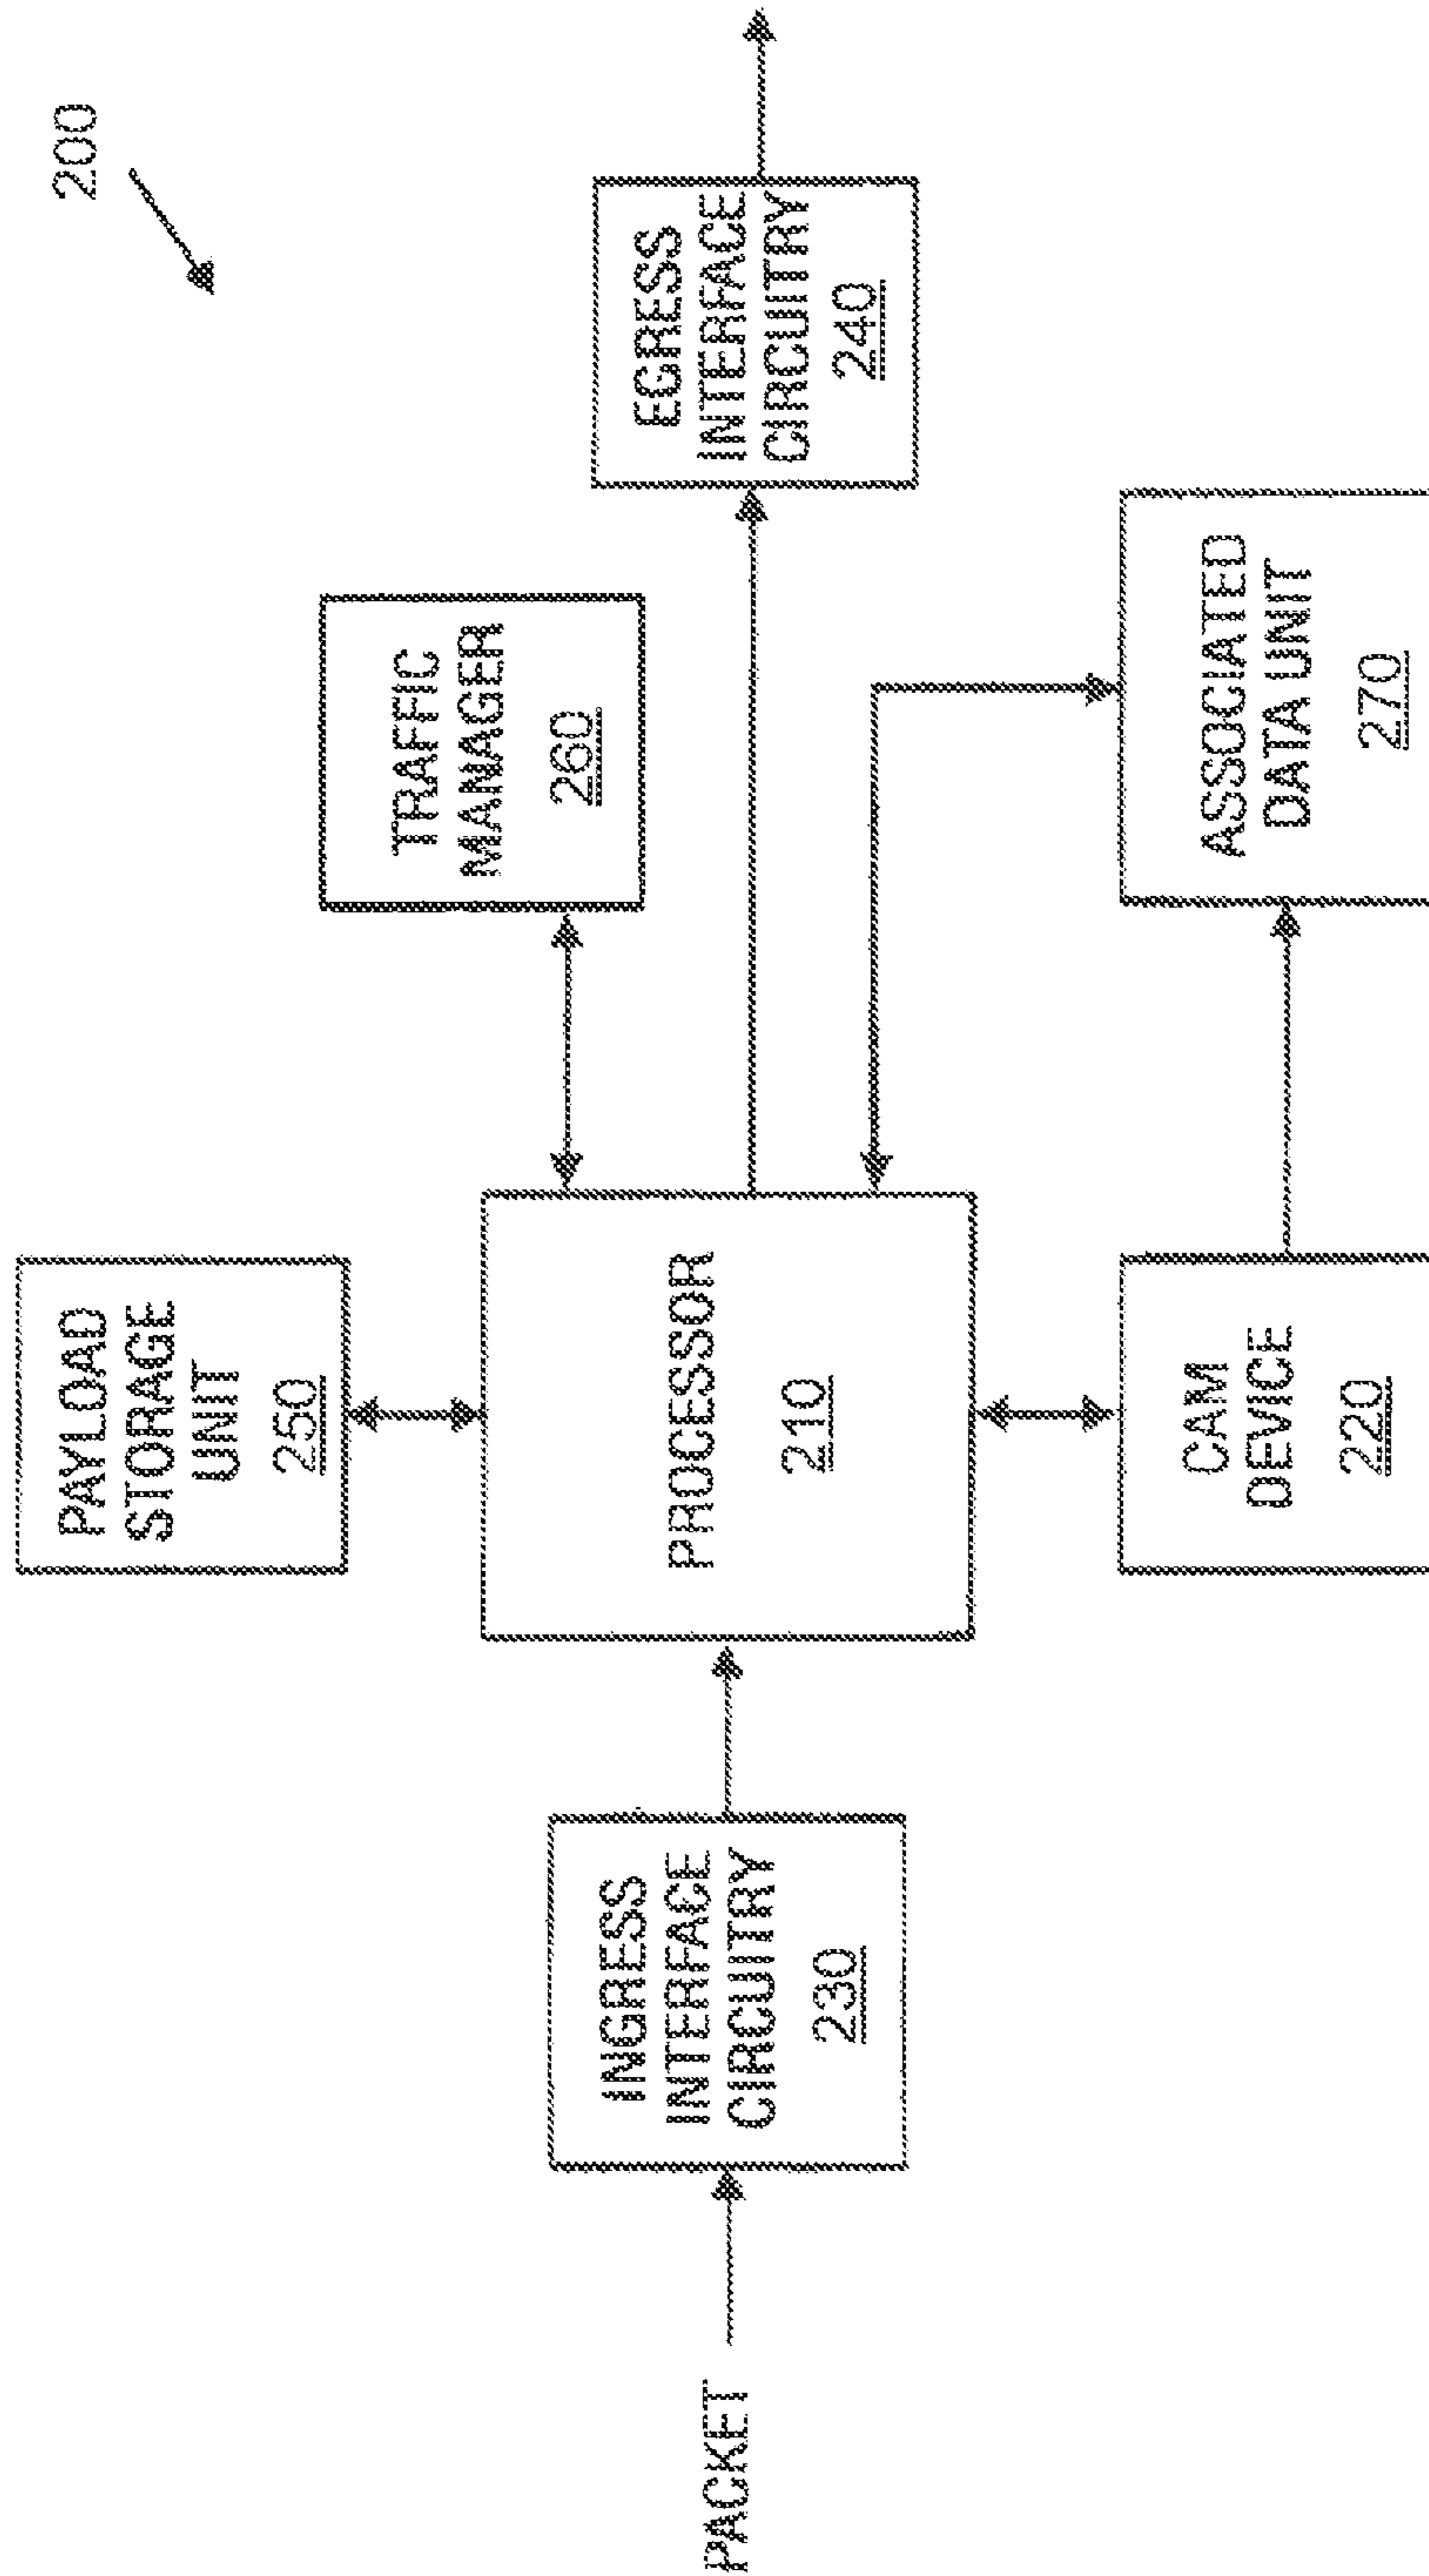 200
PAYLOAD
STORAGE
UNIT
250
TRAFFIC
MANAGER
260
PACKET
INGRESS
INTERFACE
CIRCUITRY
230
PROCESSOR
210
EGRESS
INTERFACE
CIRCUITRY
240
CAM
DEVICE
220
ASSOCIATED
DATA UNIT
270